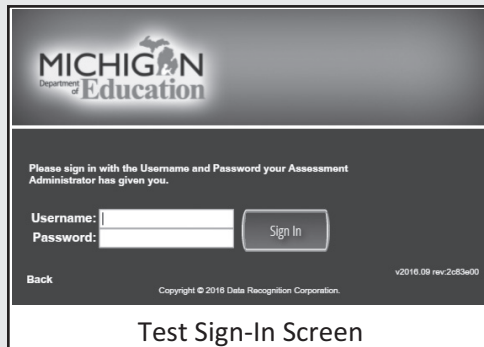 MICHIGAN
Department
of Education
Please sign in with the Username and Password your Assessment
Administrator has given you.
Username:
Password:
Sign In
Back
v2016.09 rev:2c83e00
Copyright © 2016 Data Recognition Corporation.
Test Sign-In Screen